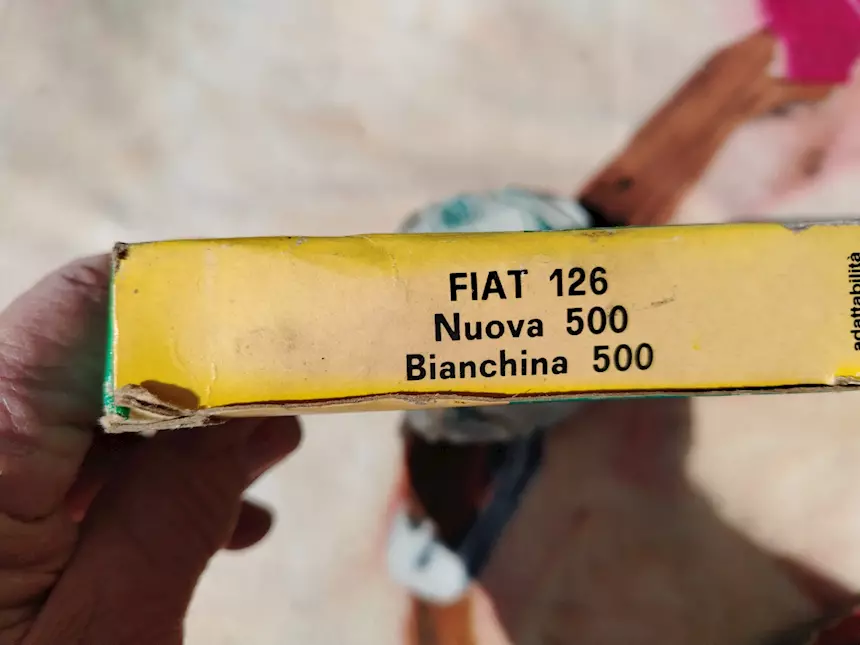 FIAT 126
Nuova 500
Bianchina 500
adattabilità